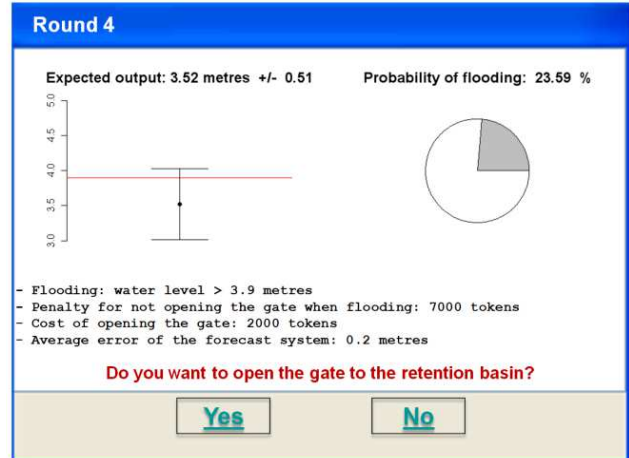 Round 4
Expected output: 3.52 metres +/- 0.51
Probability of flooding: 23.59 %
5.0
4.5
4.0
3.5
3.0
- Flooding: water level > 3.9 metres
- Penalty for not opening the gate when flooding: 7000 tokens
- Cost of opening the gate: 2000 tokens
- Average error of the forecast system: 0.2 metres
Do you want to open the gate to the retention basin?
Yes
No